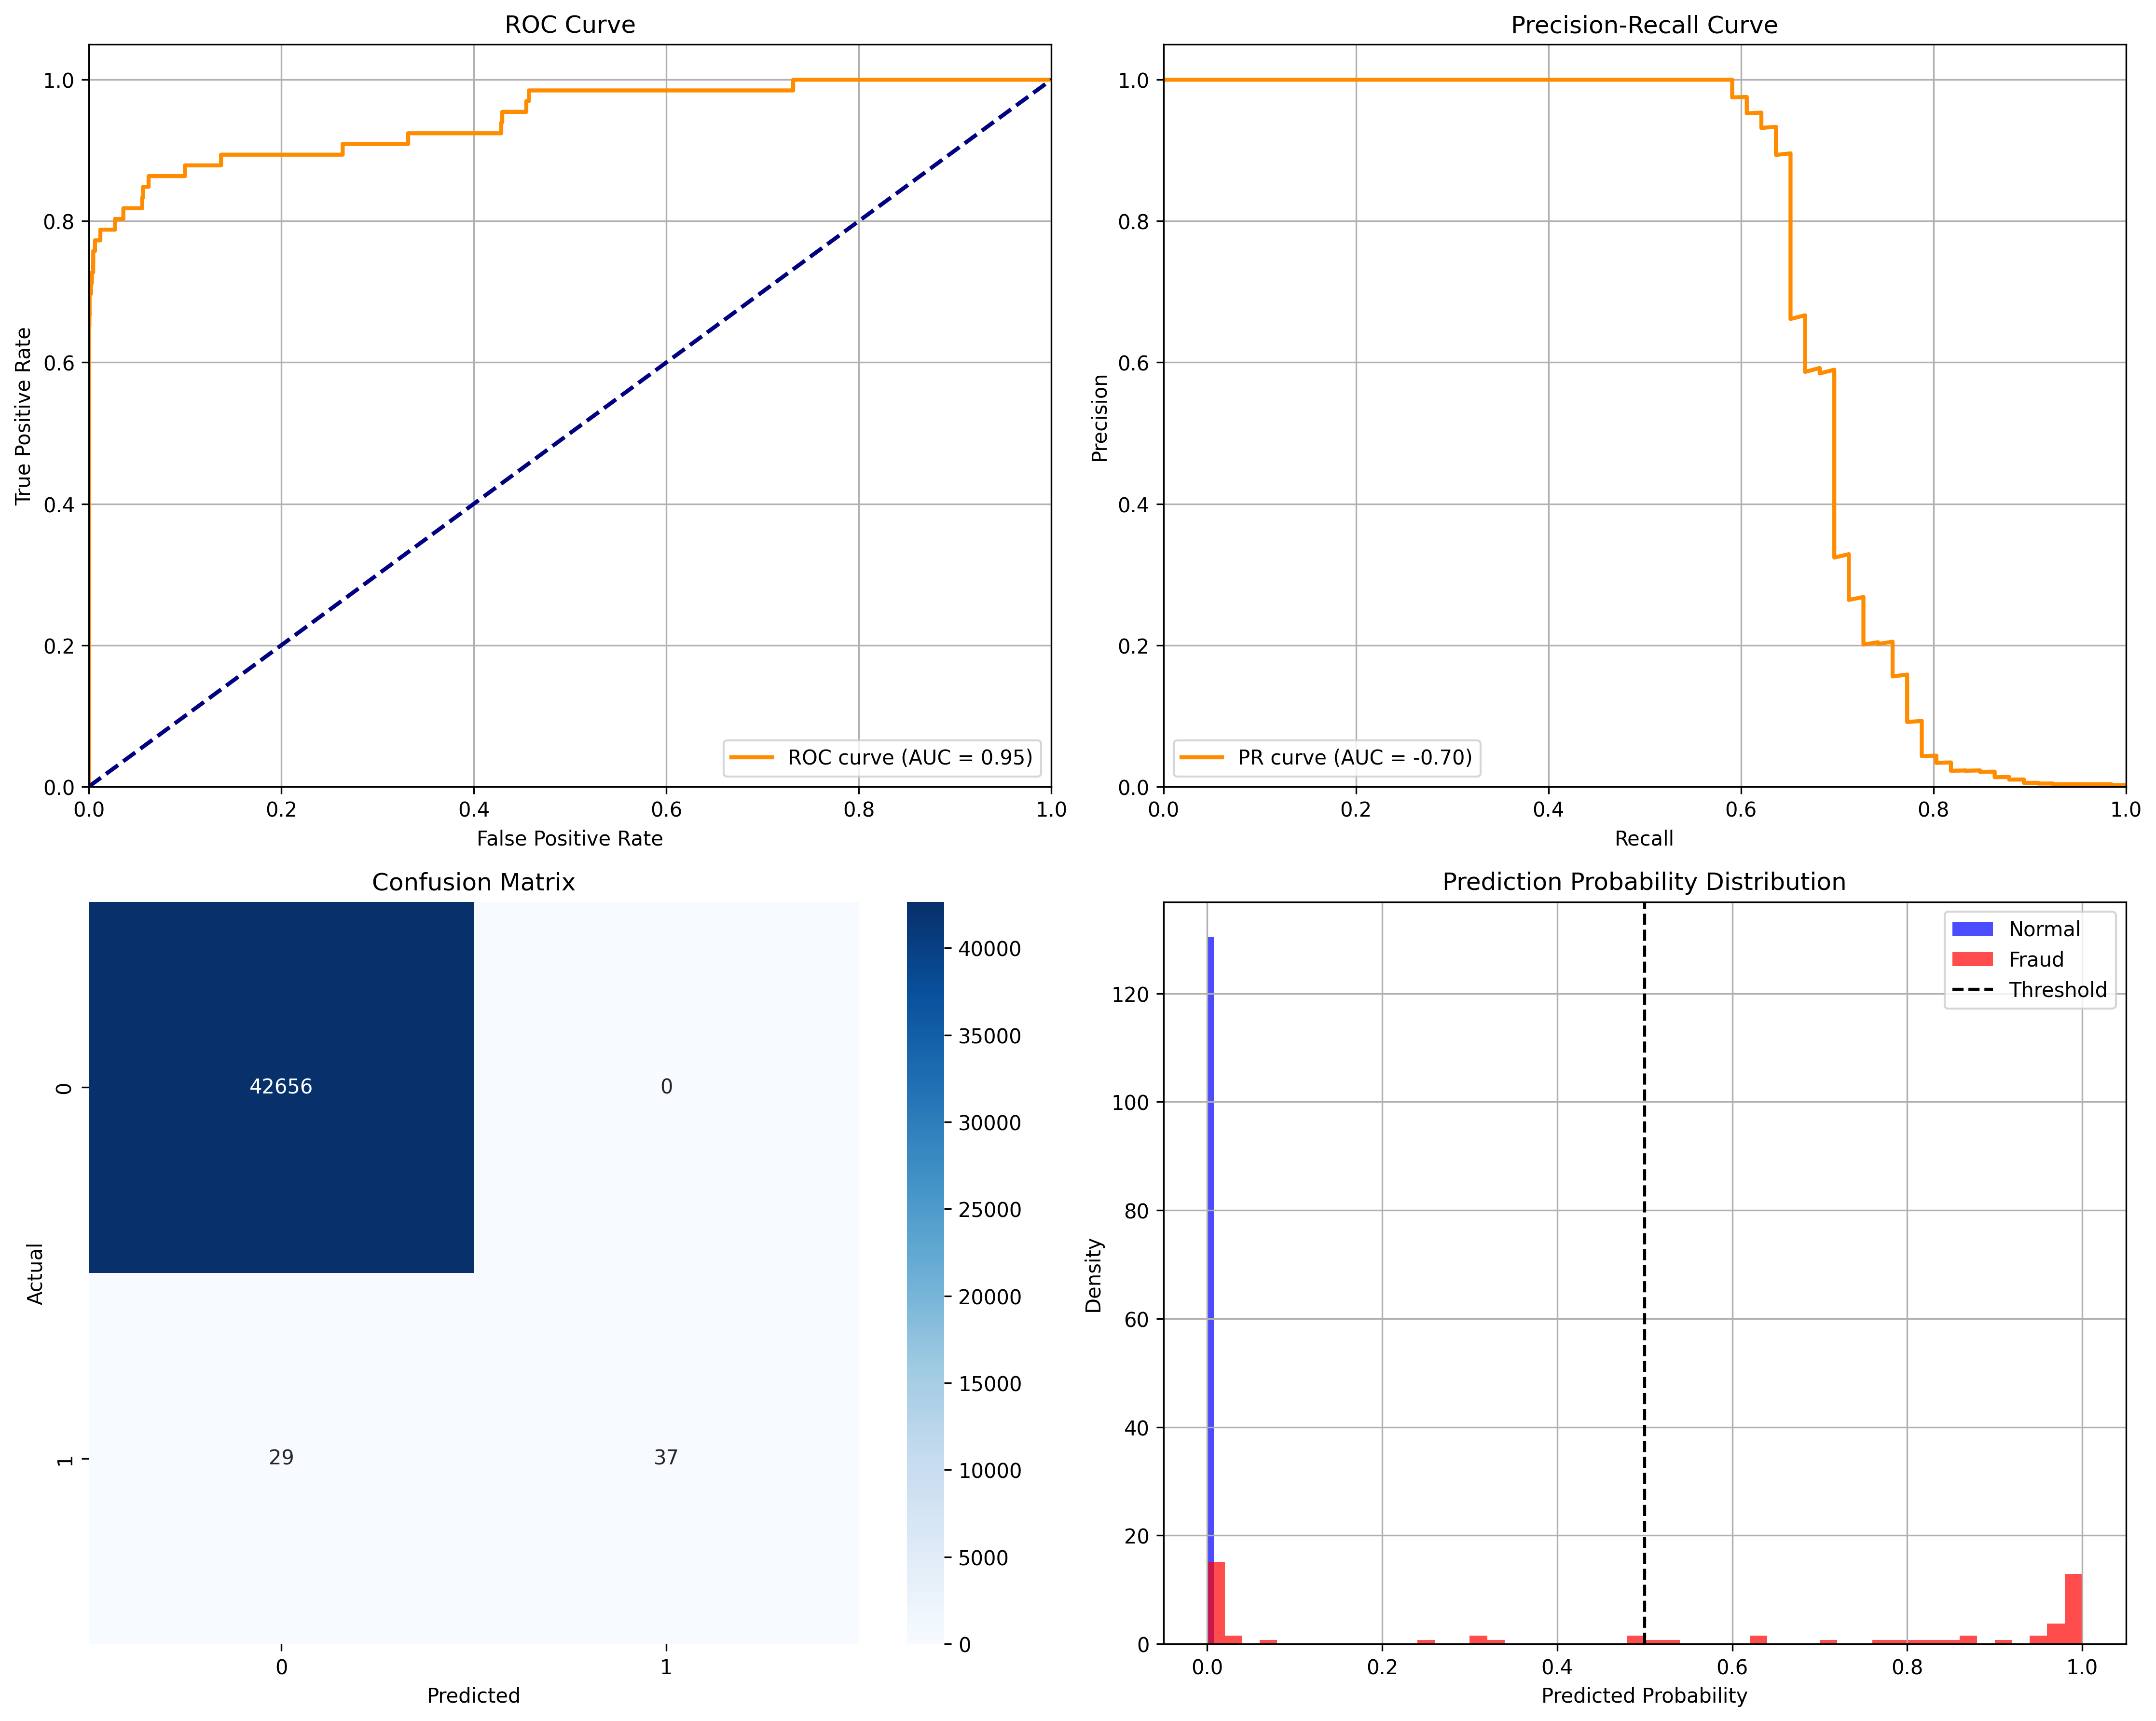 ROC Curve
1.0
0.8
0.6
0.4
0.2
0.0
True Positive Rate
0.0 0.2 0.4 0.6 0.8 1.0
False Positive Rate
ROC curve (AUC = 0.95)
Precision-Recall Curve
1.0
0.8
0.6
0.4
0.2
0.0
Precision
0.0 0.2 0.4 0.6 0.8 1.0
Recall
PR curve (AUC = -0.70)
Confusion Matrix
42656 0
29 37
0
1
Actual
0 1
Predicted
40000
35000
30000
25000
20000
15000
10000
5000
0
Prediction Probability Distribution
Normal
Fraud
Threshold
120
100
80
60
40
20
0
Density
0.0 0.2 0.4 0.6 0.8 1.0
Predicted Probability